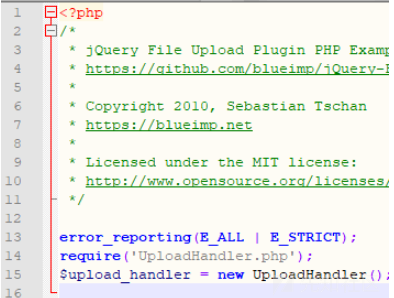 1 <?php
2 /*
3 * jQuery File Upload Plugin PHP Examp
4 * https://github.com/blueimp/jQuery-F
5 *
6 * Copyright 2010, Sebastian Tschan
7 * https://blueimp.net
8 *
9 * Licensed under the MIT license:
10 * http://www.opensource.org/licenses/
11 */
12
13 error_reporting(E_ALL | E_STRICT);
14 require('UploadHandler.php');
15 $upload_handler = new UploadHandler();
16